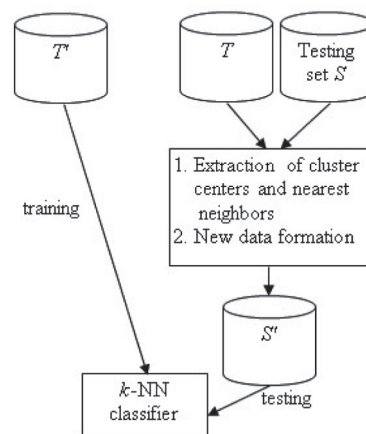 T'
T
Testing
set S
1. Extraction of cluster
centers and nearest
neighbors
2. New data formation
training
S'
k-NN
classifier
testing